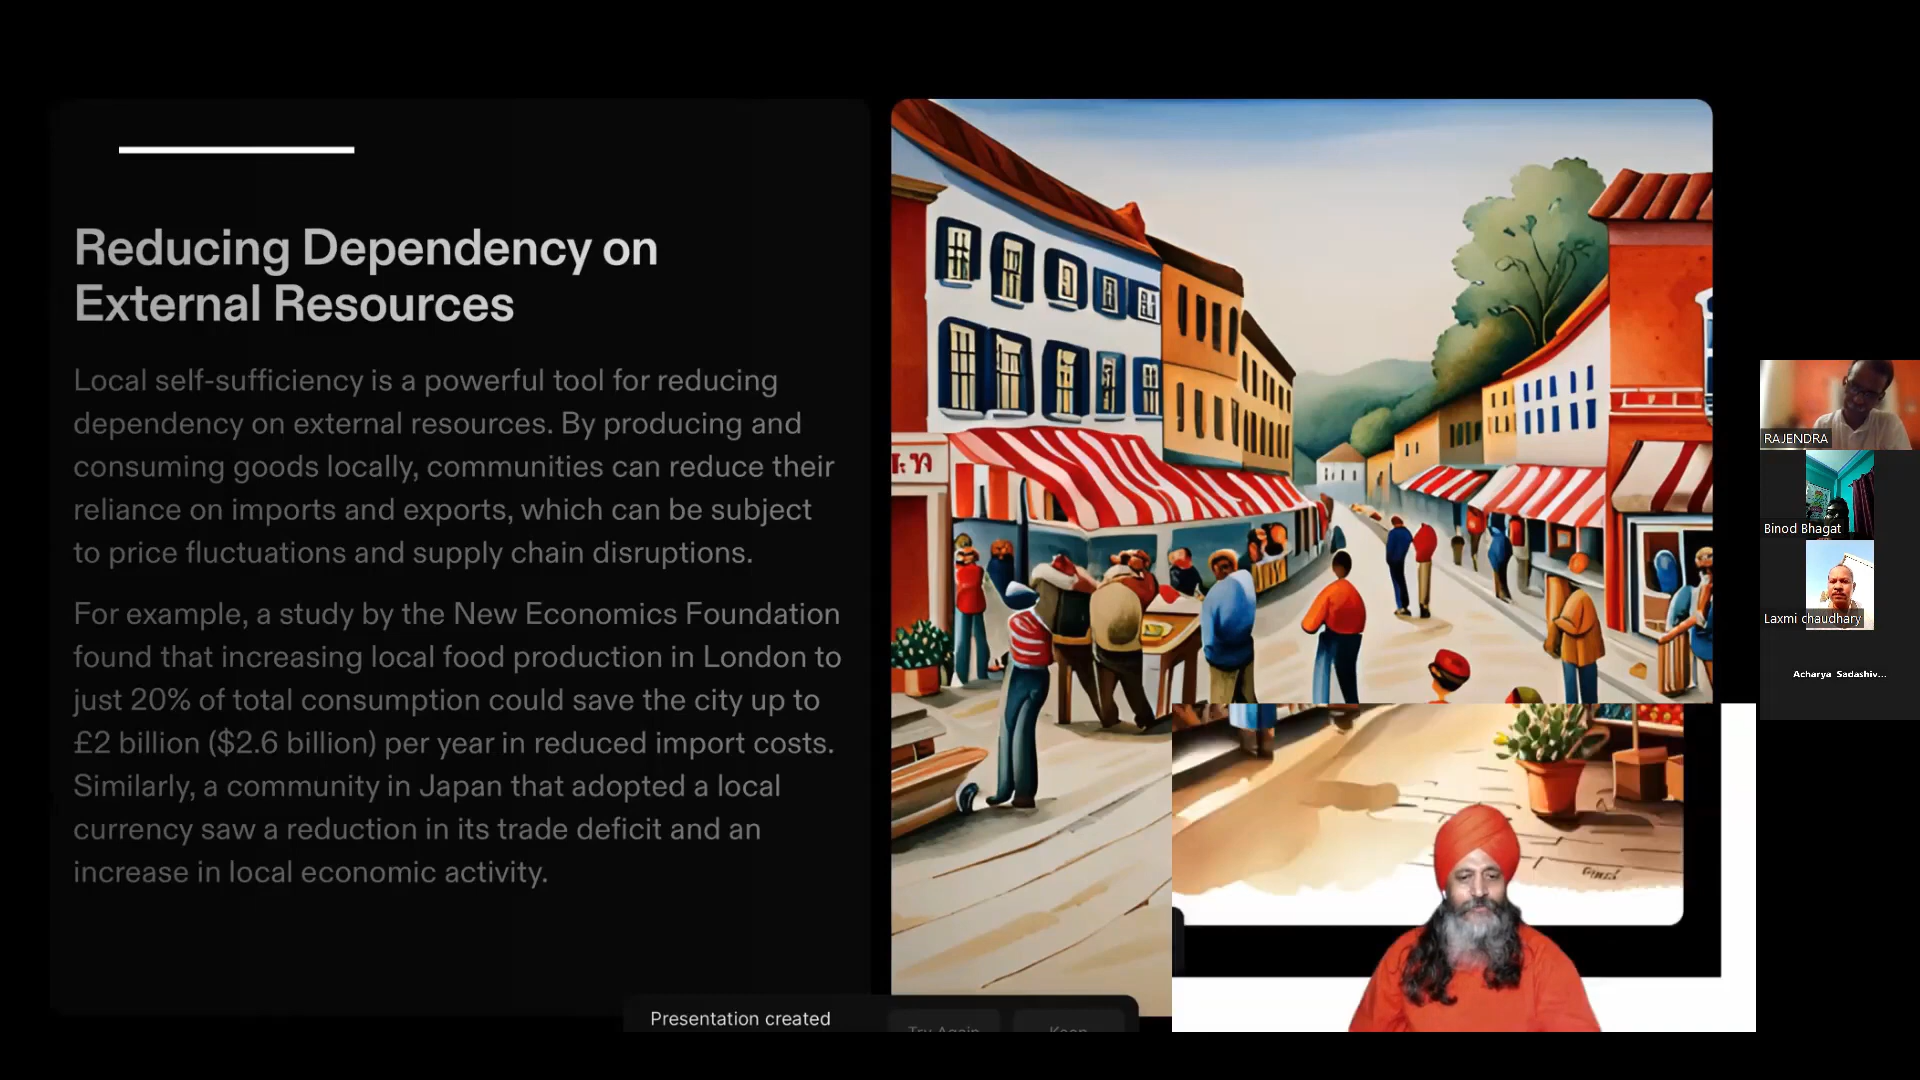 Reducing Dependency on
External Resources
Local self-sufficiency is a powerful tool for reducing
dependency on external resources. By producing and
consuming goods locally, communities can reduce their
reliance on imports and exports, which can be subject
to price fluctuations and supply chain disruptions.
For example, a study by the New Economics Foundation
found that increasing local food production in London to
just 20% of total consumption could save the city up to
£2 billion ($2.6 billion) per year in reduced import costs.
Similarly, a community in Japan that adopted a local
currency saw a reduction in its trade deficit and an
increase in local economic activity.
Presentation created
Try Again
Keep
RAJENDRA
Binod Bhagat
Laxmi chaudhary
Acharya Sadashiv...